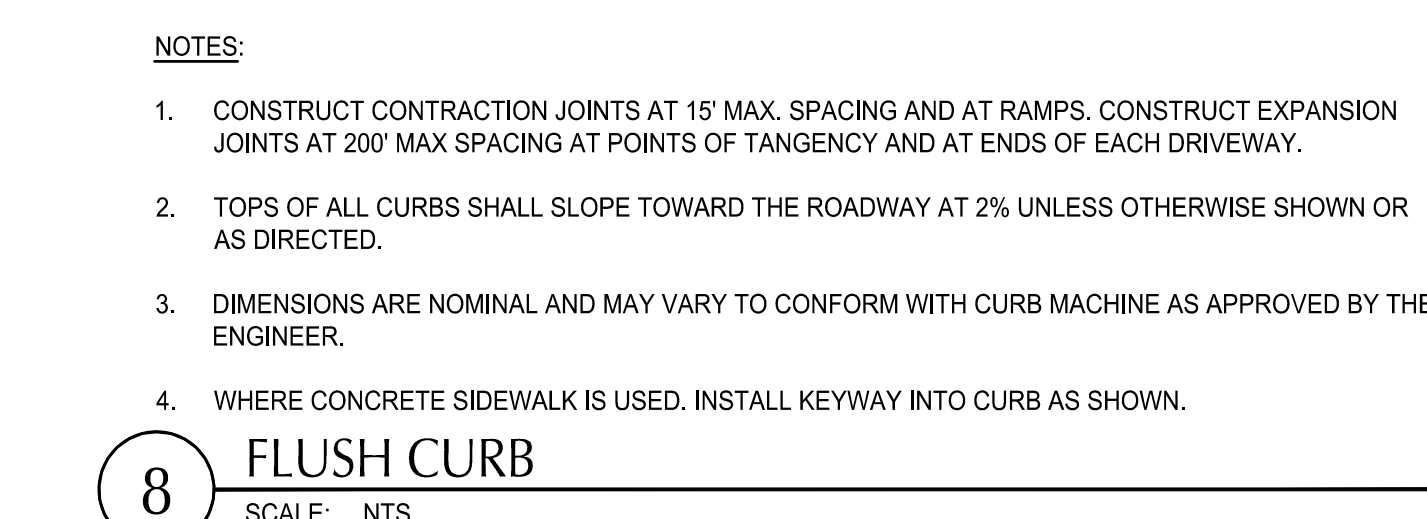 NOTES:
1. CONSTRUCT CONTRACTION JOINTS AT 15' MAX. SPACING AND AT RAMPS. CONSTRUCT EXPANSION
JOINTS AT 200' MAX SPACING AT POINTS OF TANGENCY AND AT ENDS OF EACH DRIVEWAY.
2. TOPS OF ALL CURBS SHALL SLOPE TOWARD THE ROADWAY AT 2% UNLESS OTHERWISE SHOWN OR
AS DIRECTED.
3. DIMENSIONS ARE NOMINAL AND MAY VARY TO CONFORM WITH CURB MACHINE AS APPROVED BY THE
ENGINEER.
4. WHERE CONCRETE SIDEWALK IS USED. INSTALL KEYWAY INTO CURB AS SHOWN.
8 FLUSH CURB
SCALE: NTS